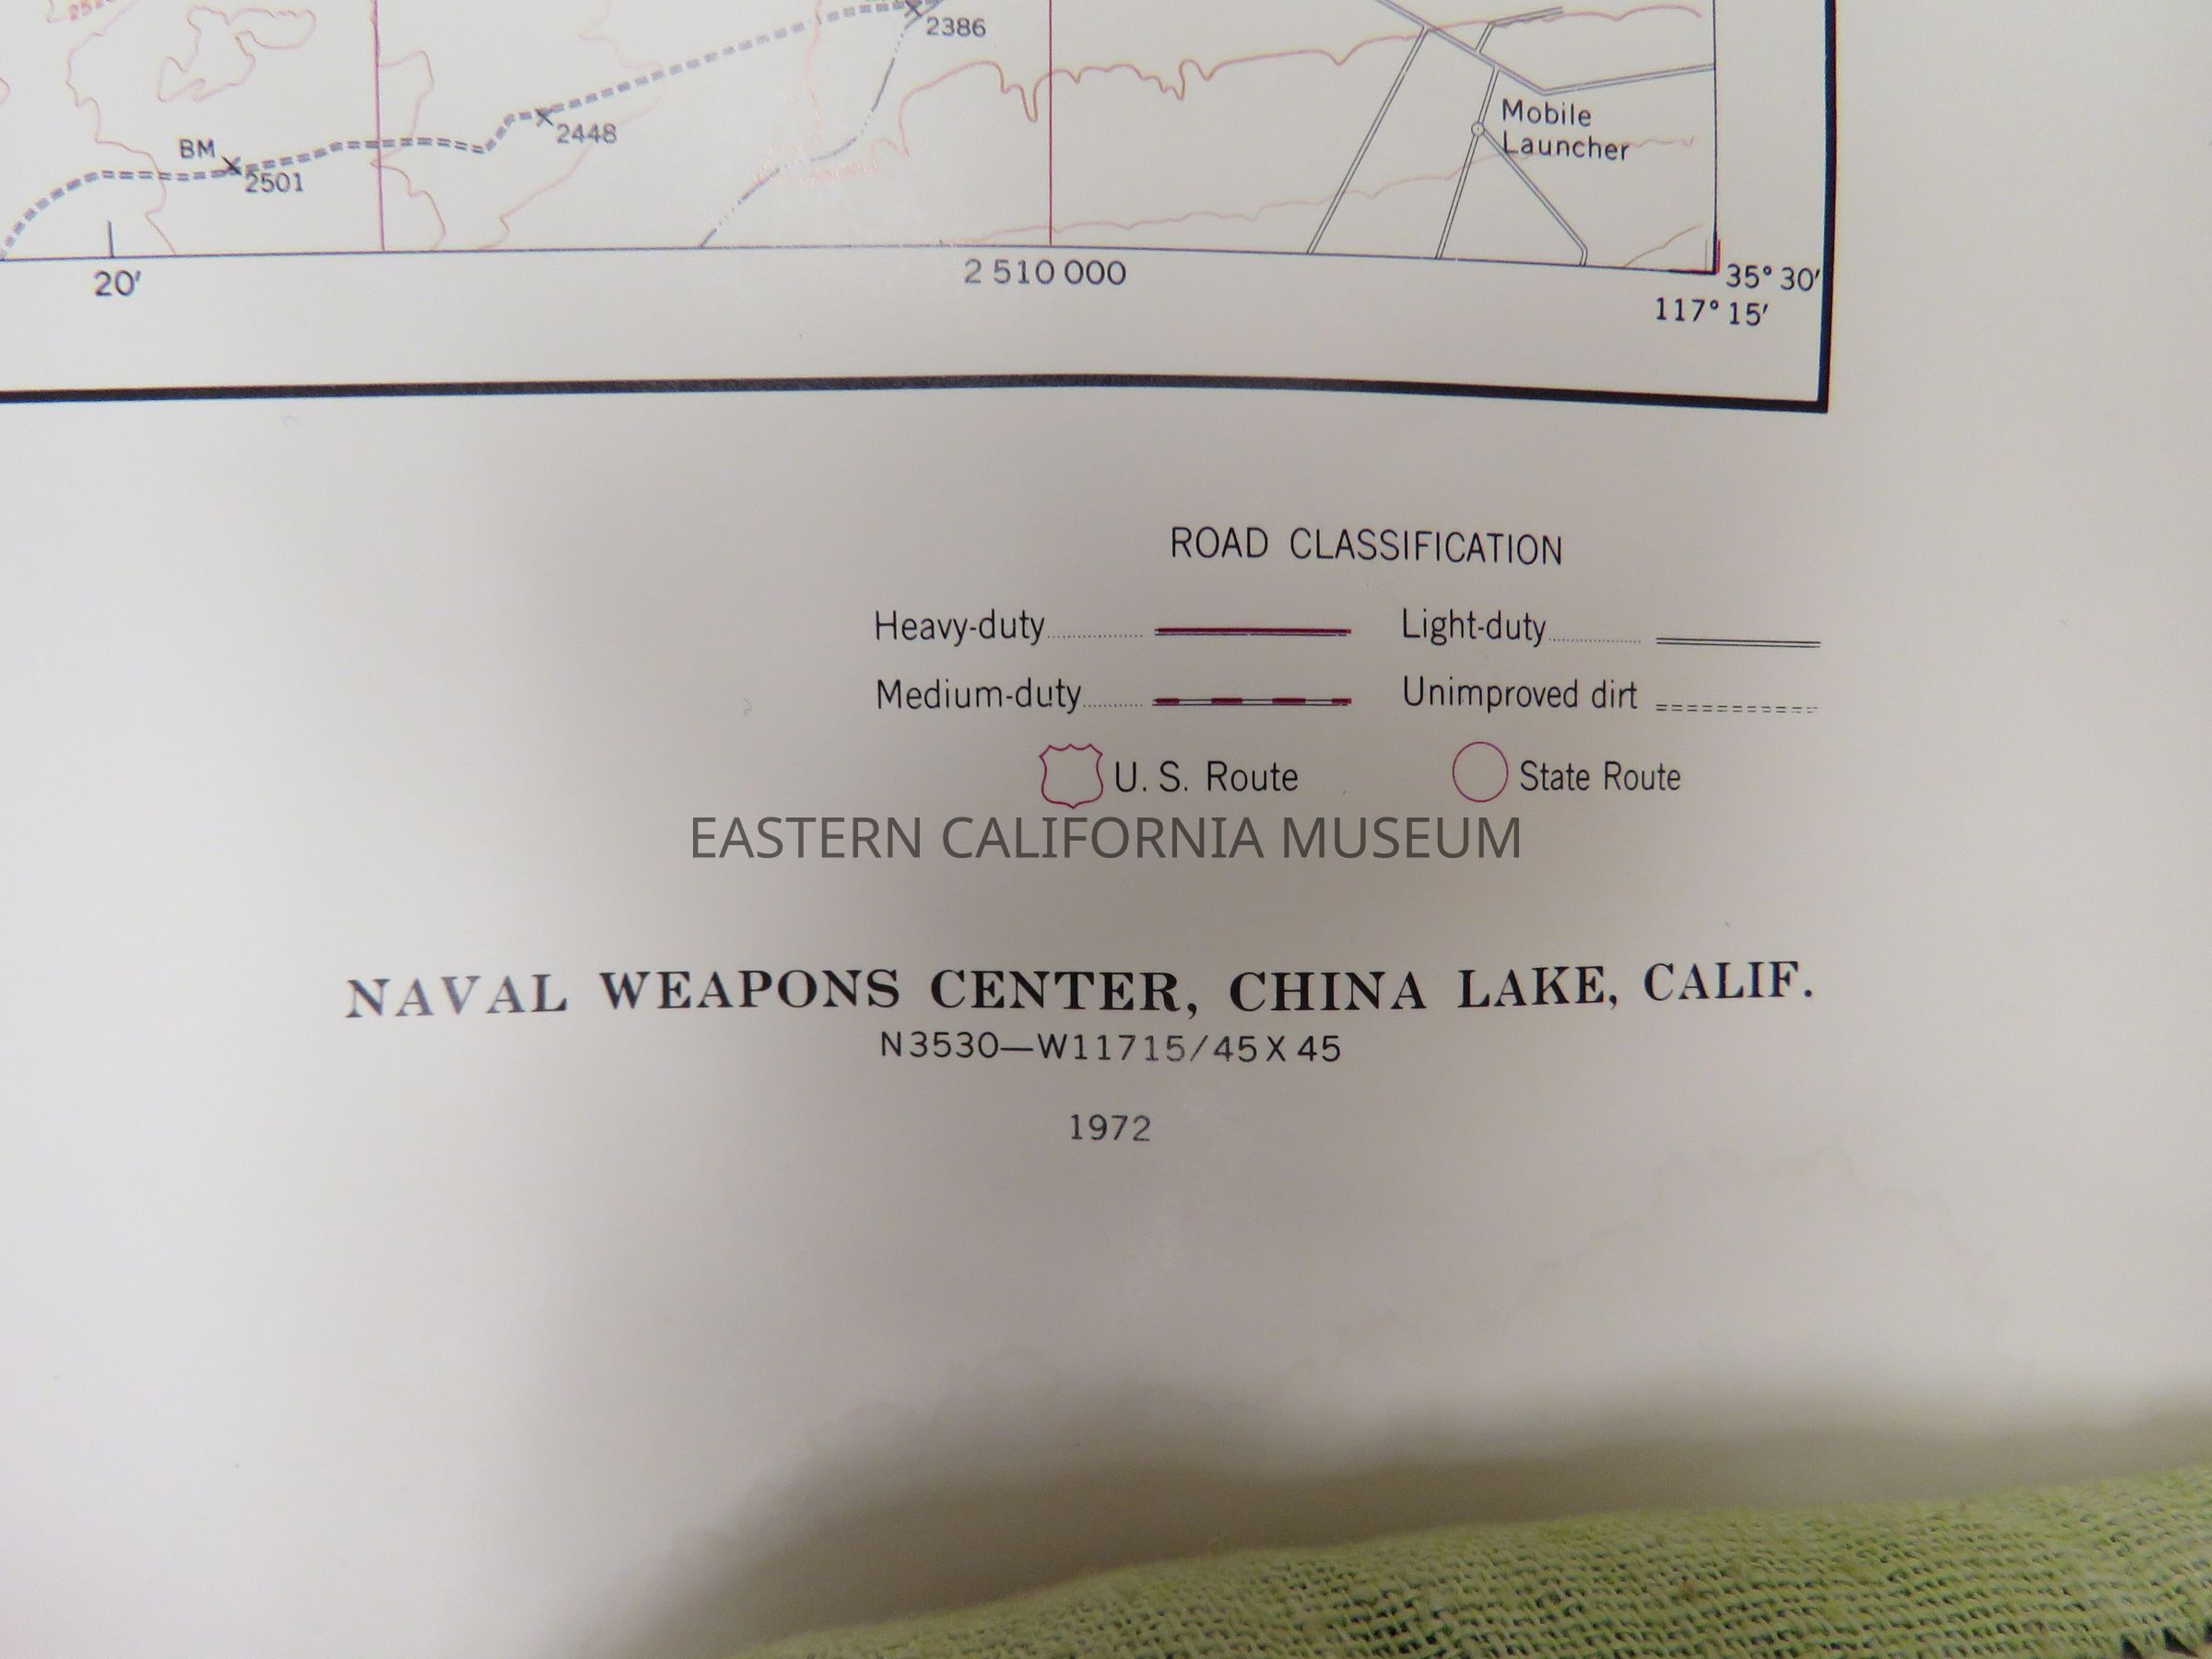 2386
2448
BM
2501
Mobile
Launcher
20′
2 510 000
35° 30′
117° 15′
ROAD CLASSIFICATION
Heavy-duty
Light-duty
Medium-duty
Unimproved dirt
U. S. Route
State Route
EASTERN CALIFORNIA MUSEUM
NAVAL WEAPONS CENTER, CHINA LAKE, CALIF.
N3530—W11715/45X45
1972